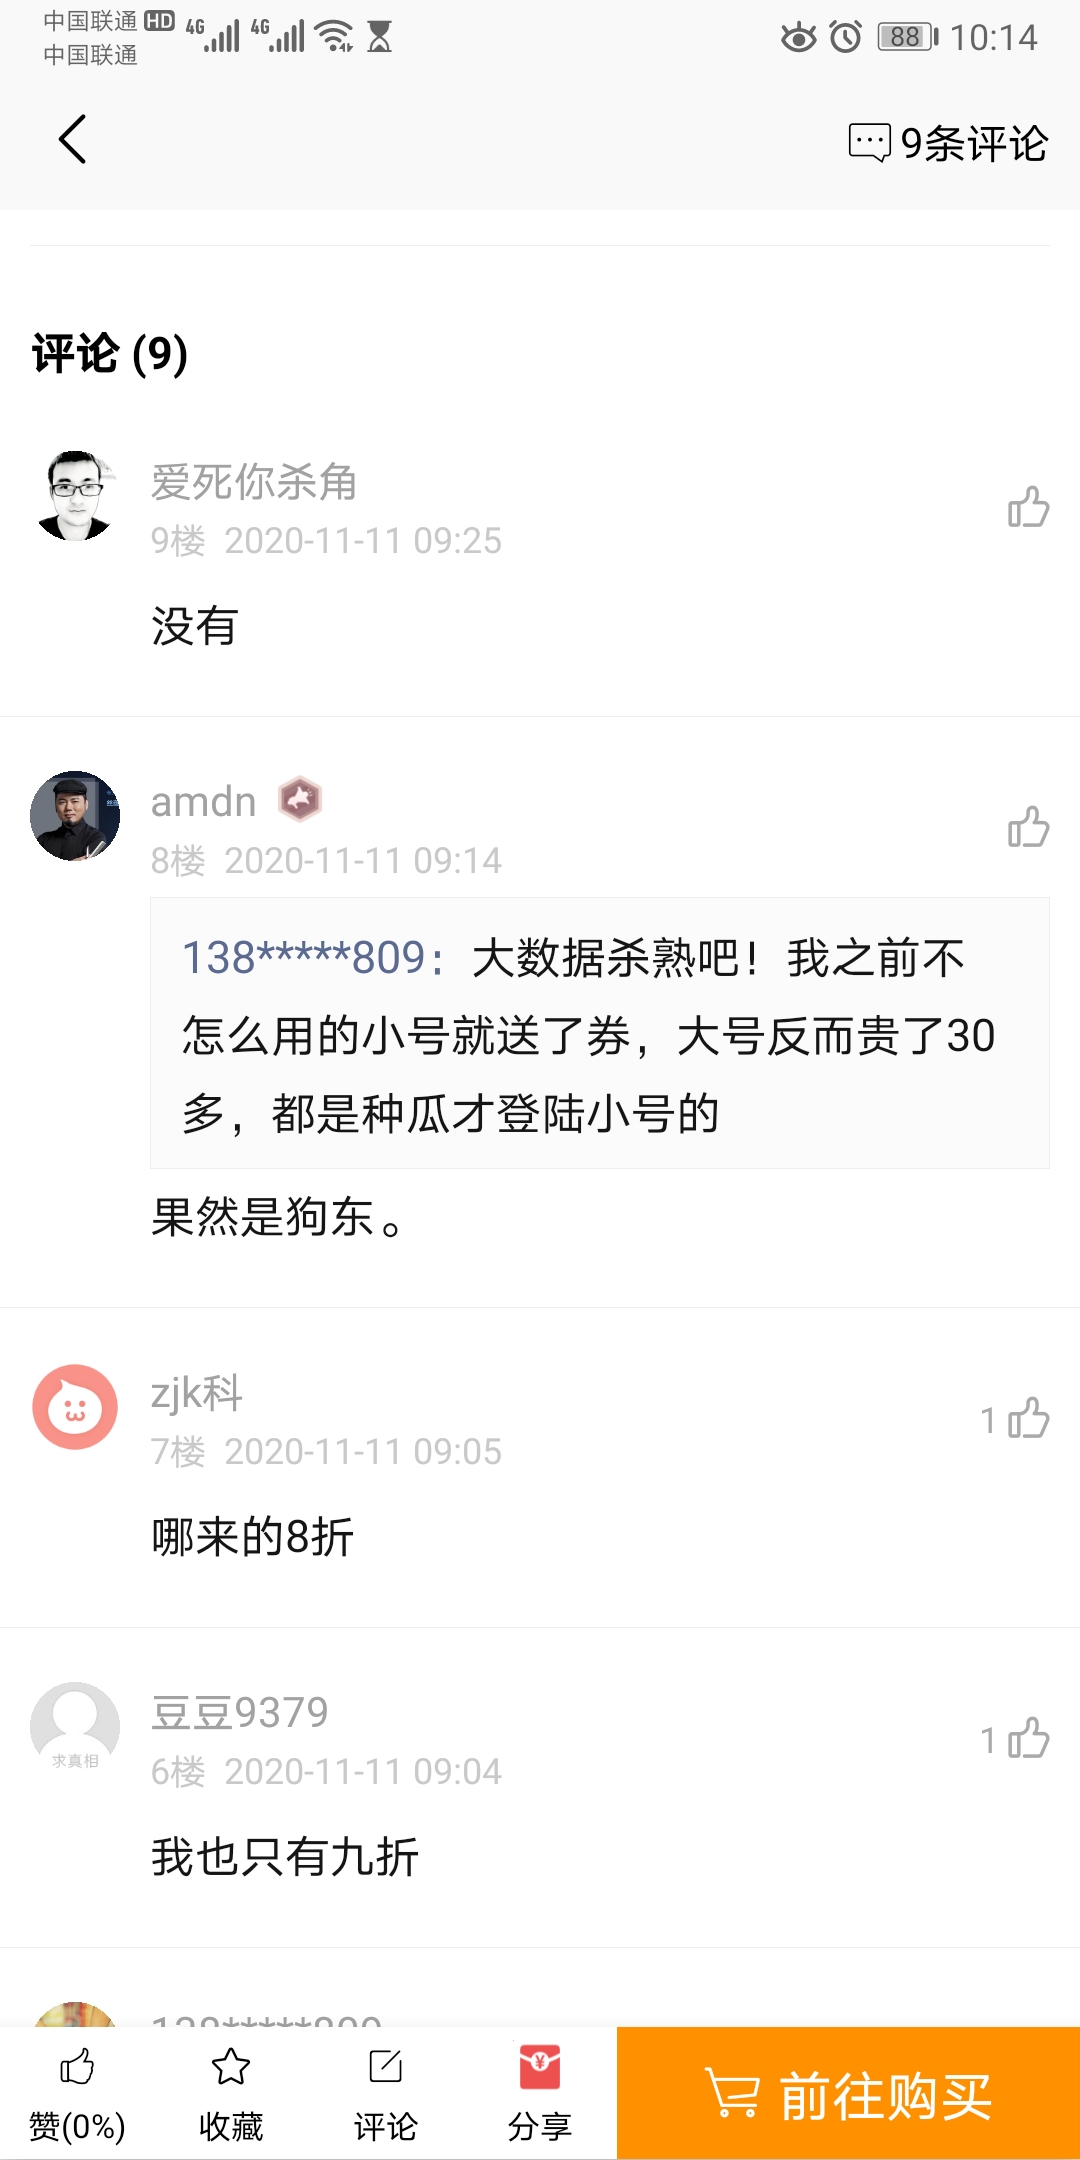 中国联通 HD 4G 4G 88 10:14
中国联通
9条评论
评论 (9)
爱死你杀角
9楼 2020-11-11 09:25
没有
amdn
8楼 2020-11-11 09:14
138*****809：大数据杀熟吧！我之前不
怎么用的小号就送了券，大号反而贵了30
多，都是种瓜才登陆小号的
果然是狗东。
zjk科
7楼 2020-11-11 09:05
1
哪来的8折
豆豆9379
求真相
6楼 2020-11-11 09:04
1
我也只有九折
138*****809
赞(0%)
收藏
评论
分享
前往购买